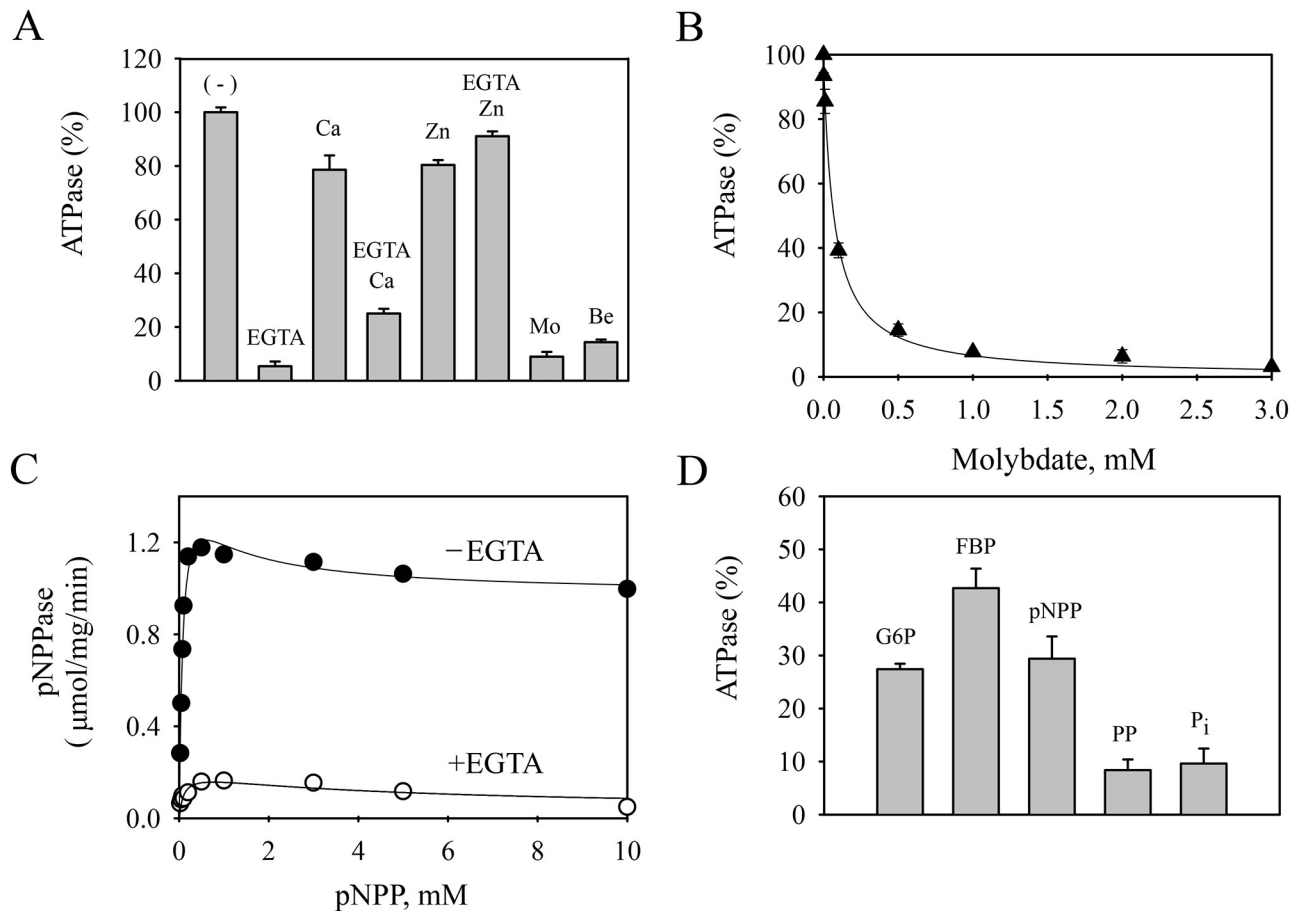 A
120
100
80
60
40
20
0
ATPase (%)
( - )
EGTA
Ca
EGTA
Ca
Zn
EGTA
Zn
Mo
Be
B
100
80
60
40
20
0
ATPase (%)
0.0 0.5 1.0 1.5 2.0 2.5 3.0
Molybdate, mM
C
1.2
0.8
0.4
0.0
pNPPase
( μmol/mg/min)
−EGTA
+EGTA
0 2 4 6 8 10
pNPP, mM
D
60
50
40
30
20
10
0
ATPase (%)
G6P
FBP
pNPP
PP
Pi